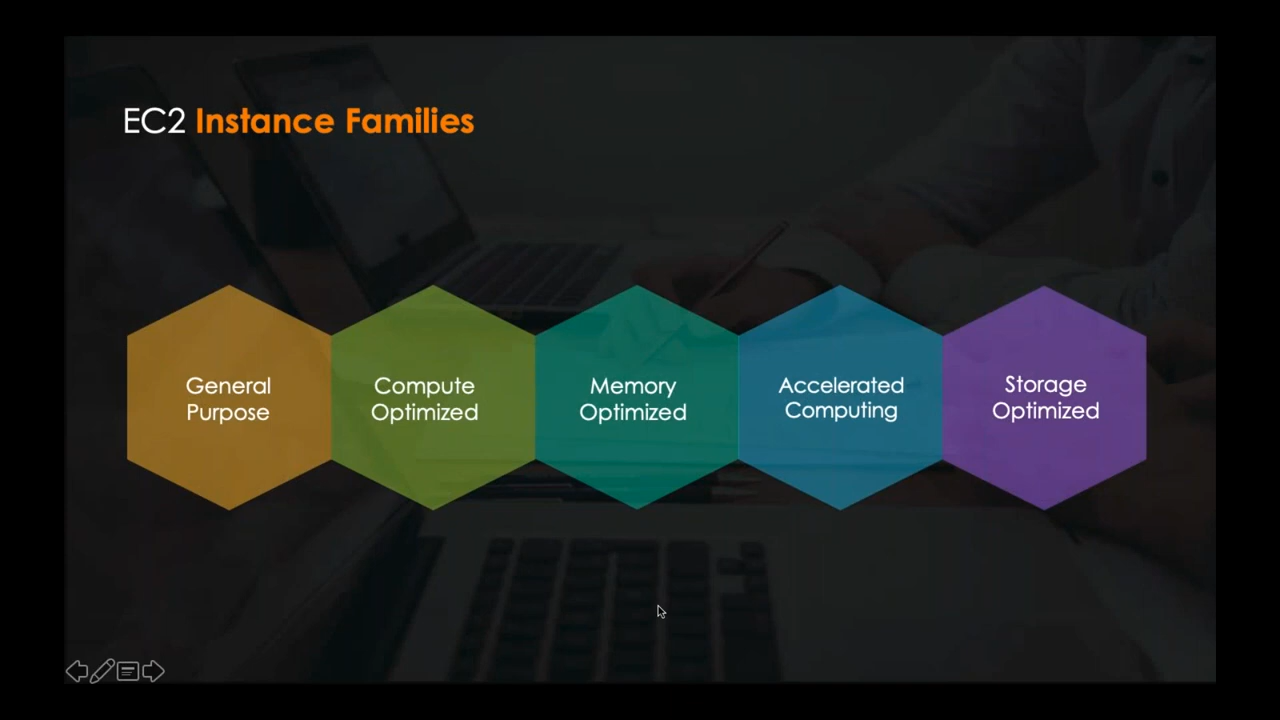 EC2 Instance Families
General
Purpose
Compute
Optimized
Memory
Optimized
Accelerated
Computing
Storage
Optimized